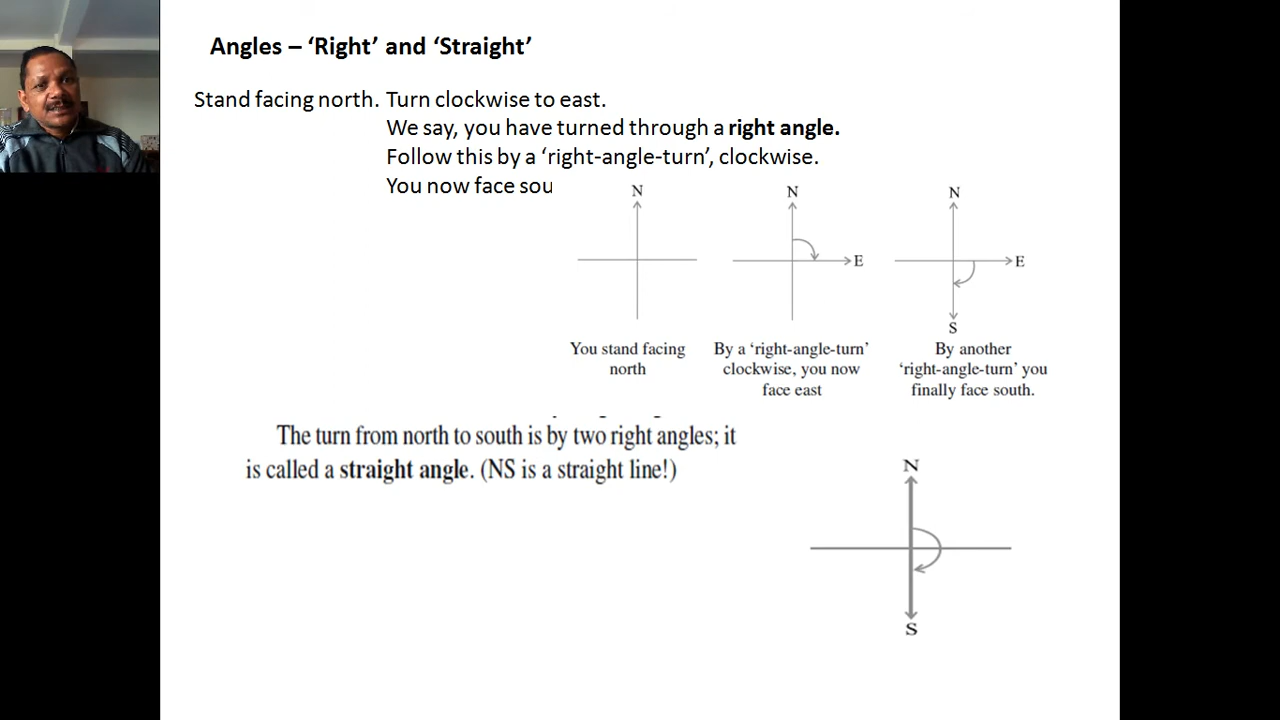 Angles – ‘Right’ and ‘Straight’
Stand facing north. Turn clockwise to east.
We say, you have turned through a right angle.
Follow this by a ‘right-angle-turn’, clockwise.
You now face sou
N
N
E
N
E
S
You stand facing
north
By a ‘right-angle-turn’
clockwise, you now
face east
By another
‘right-angle-turn’ you
finally face south.
The turn from north to south is by two right angles; it
is called a straight angle. (NS is a straight line!)
N
S